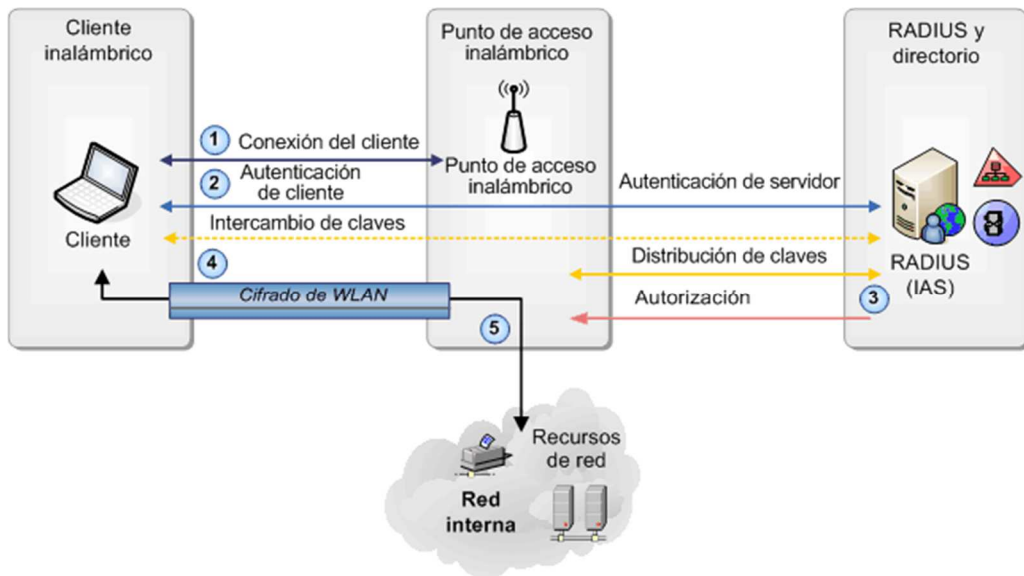 Cliente
inalámbrico
Punto de acceso
inalámbrico
RADIUS y
directorio
1 Conexión del cliente
Punto de acceso
inalámbrico
2 Autenticación
de cliente
Autenticación de servidor
Cliente
Intercambio de claves
Distribución de claves
RADIUS
(IAS)
4
Cifrado de WLAN
Autorización
3
5
Recursos
de red
Red
interna